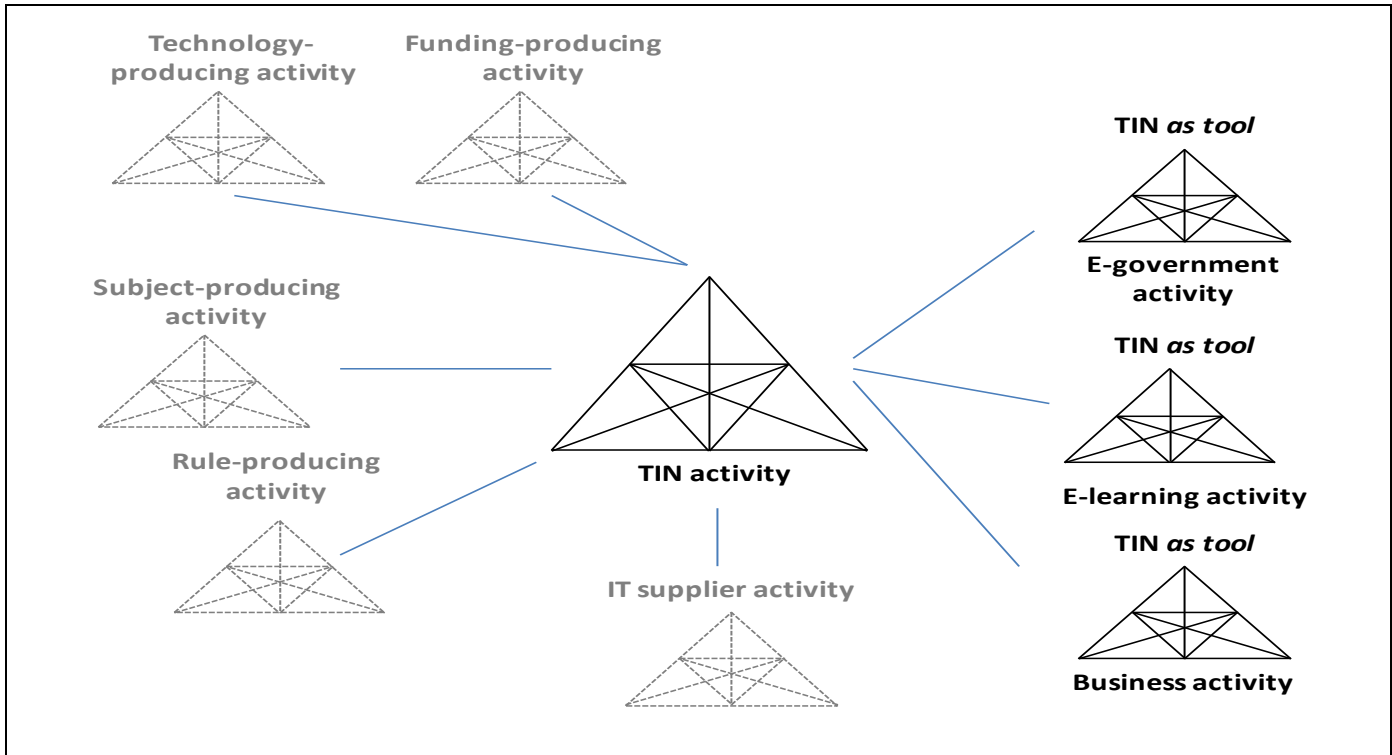 Technology-
producing activity
Funding-producing
activity
TIN as tool
E-government
activity
Subject-producing
activity
TIN as tool
E-learning activity
Rule-producing
activity
TIN activity
TIN as tool
Business activity
IT supplier activity